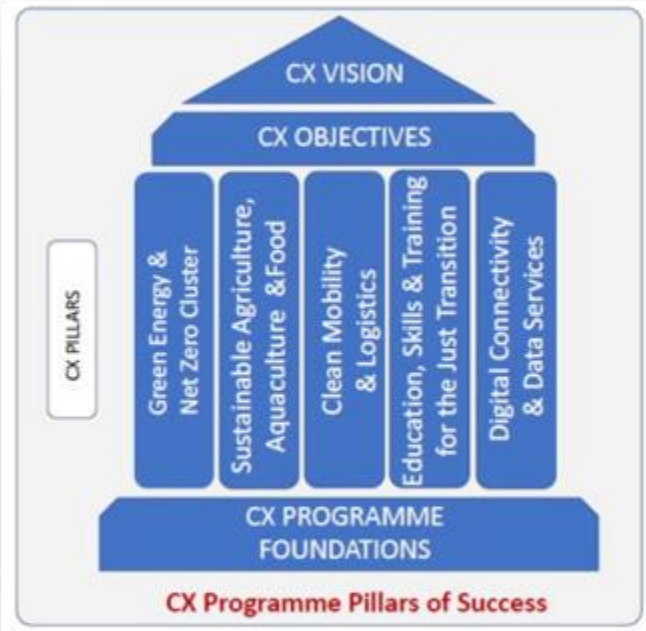 CX VISION
CX OBJECTIVES
CX PILLARS
Green Energy &
Net Zero Cluster
Sustainable Agriculture,
Aquaculture &Food
Clean Mobility
& Logistics
Education, Skills & Training
for the Just Transition
Digital Connectivity
& Data Services
CX PROGRAMME
FOUNDATIONS
CX Programme Pillars of Success